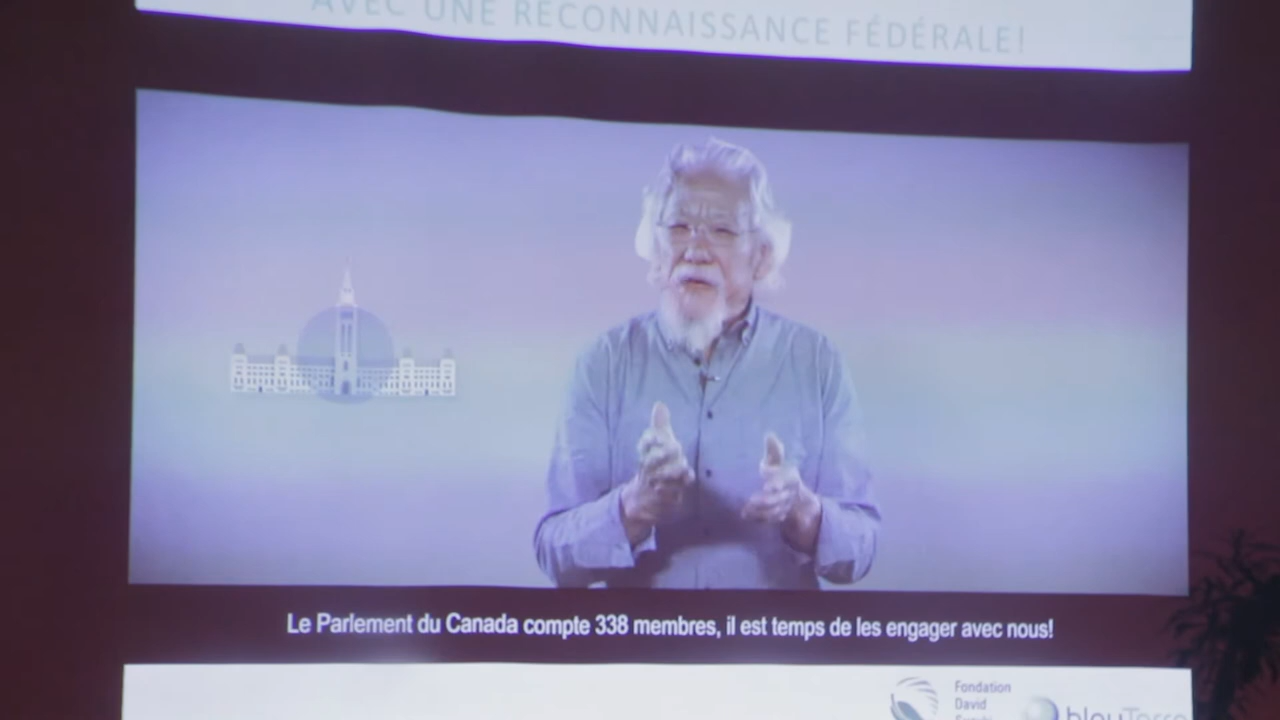 AVEC UNE RECONNAISSANCE FÉDÉRALE!
Le Parlement du Canada compte 338 membres, il est temps de les engager avec nous!
Fondation
David
bleuTerre